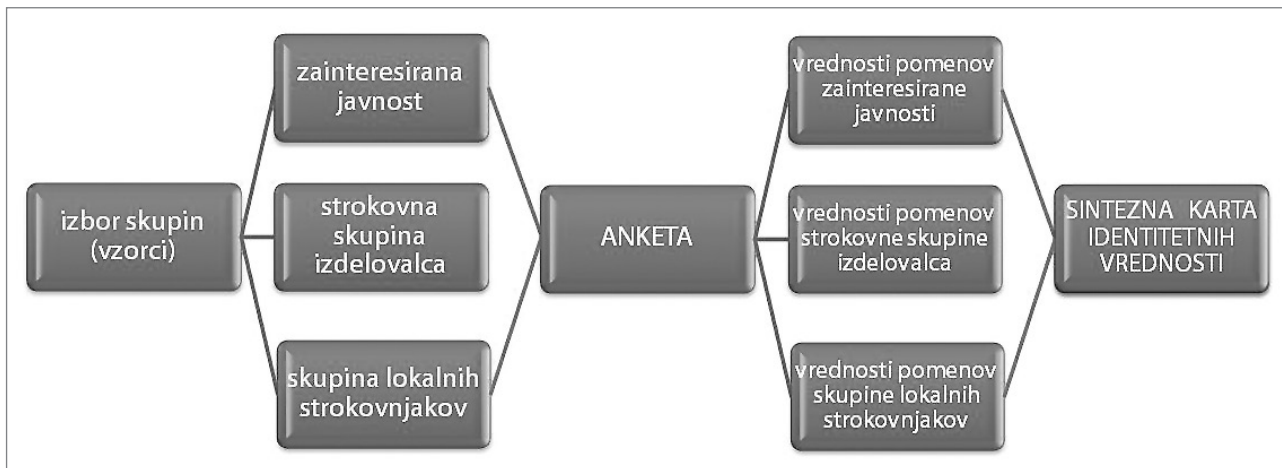 izbor skupin
(vzorci)
zainteresirana
javnost
strokovna
skupina
izdelovalca
skupina lokalnih
strokovnjakov
ANKETA
vrednosti pomenov
zainteresirane
javnosti
vrednosti pomenov
strokovne skupine
izdelovalca
vrednosti pomenov
skupine lokalnih
strokovnjakov
SINTEZNA KARTA
IDENTITETNIH
VREDNOSTI